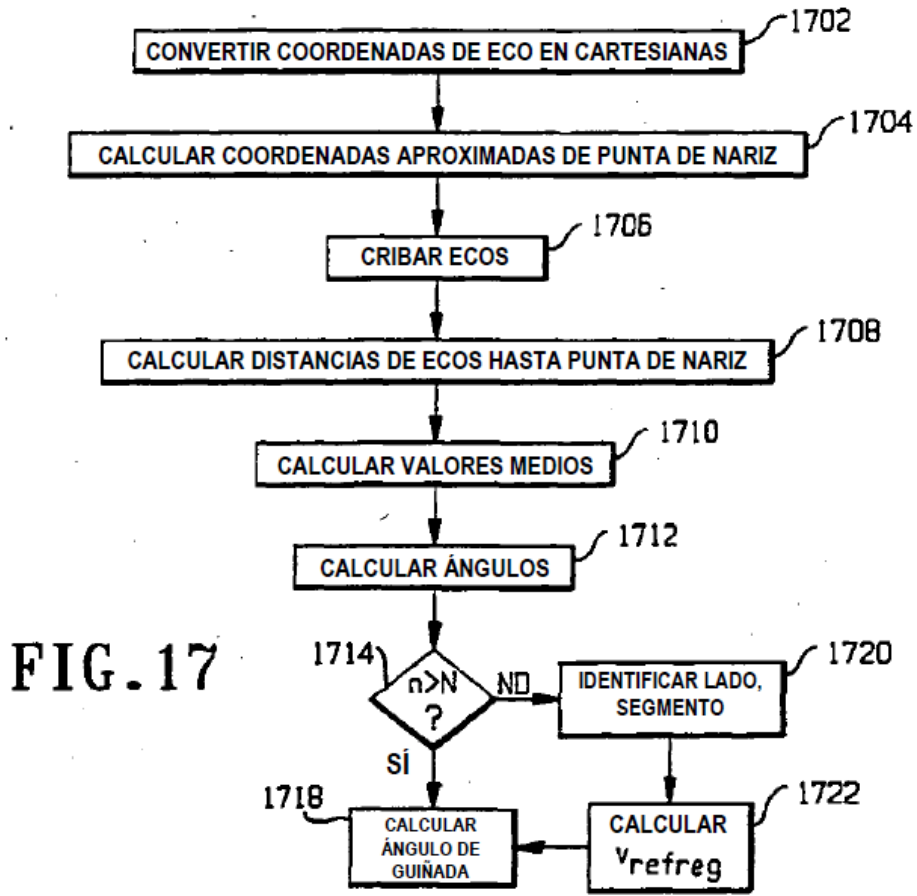 1702
CONVERTIR COORDENADAS DE ECO EN CARTESIANAS
1704
CALCULAR COORDENADAS APROXIMADAS DE PUNTA DE NARIZ
1706
CRIBAR ECOS
1708
CALCULAR DISTANCIAS DE ECOS HASTA PUNTA DE NARIZ
1710
CALCULAR VALORES MEDIOS
1712
CALCULAR ÁNGULOS
FIG.17
1714
n>N
?
NO
SÍ
1720
IDENTIFICAR LADO,
SEGMENTO
1718
CALCULAR
ÁNGULO DE
GUIÑADA
1722
CALCULAR
vrefreg